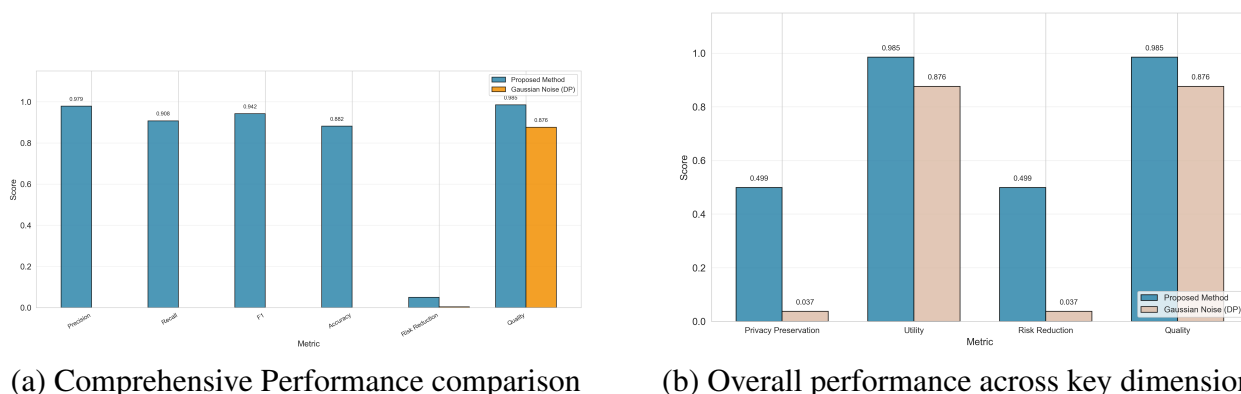 Proposed Method
Gaussian Noise (DP)
1.0
0.8
0.6
0.4
0.2
0.0
Score
0.979
0.908
0.942
0.882
0.985
0.876
Precision
Recall
F1
Accuracy
Risk Reduction
Quality
Metric
(a) Comprehensive Performance comparison
1.0
0.8
0.6
0.4
0.2
0.0
Score
0.499
0.037
0.985
0.876
0.499
0.037
0.985
0.876
Proposed Method
Gaussian Noise (DP)
Privacy Preservation
Utility
Risk Reduction
Quality
Metric
(b) Overall performance across key dimension